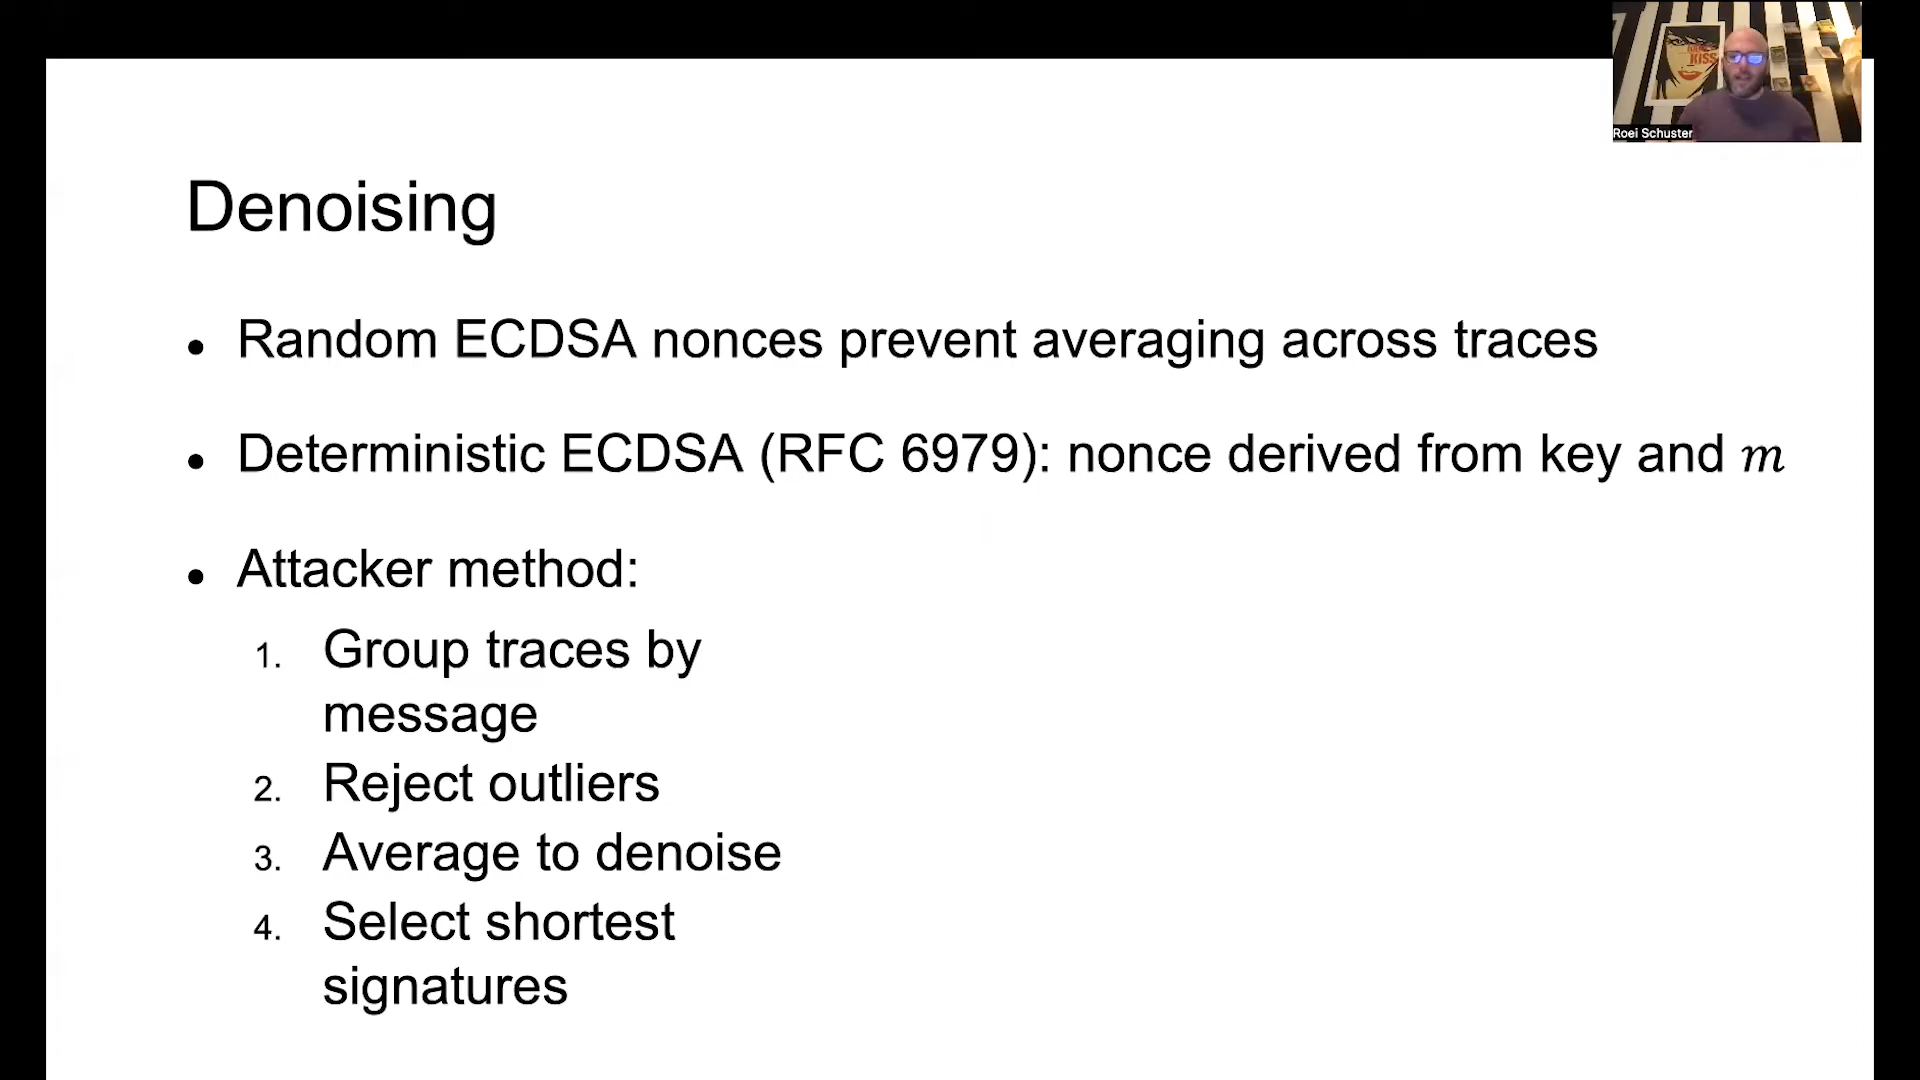 KISS
Roei Schuster
Denoising
• Random ECDSA nonces prevent averaging across traces
• Deterministic ECDSA (RFC 6979): nonce derived from key and m
• Attacker method:
1. Group traces by
message
2. Reject outliers
3. Average to denoise
4. Select shortest
signatures